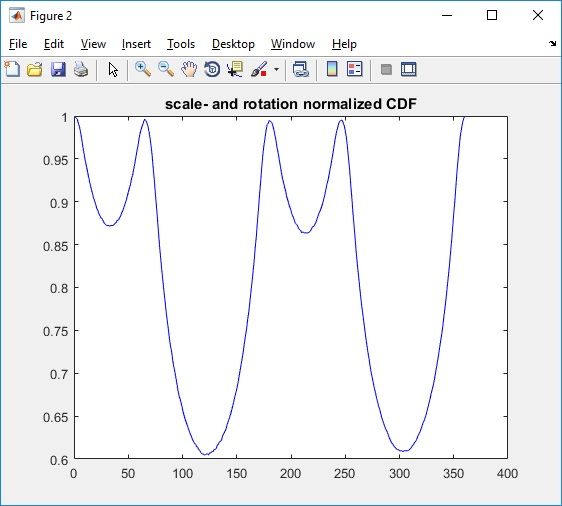 Figure 2
File Edit View Insert Tools Desktop Window Help
scale- and rotation normalized CDF
1
0.95
0.9
0.85
0.8
0.75
0.7
0.65
0.6
0 50 100 150 200 250 300 350 400